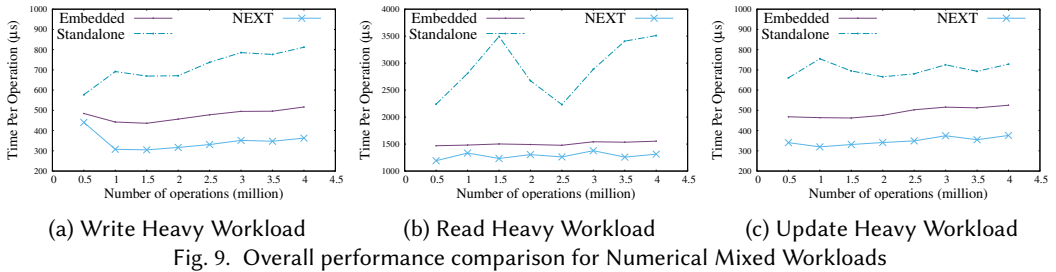 1000
900
800
700
600
500
400
300
200
Time Per Operation (µs)
Embedded
Standalone
NEXT
0.5 1 1.5 2 2.5 3 3.5 4 4.5
Number of operations (million)
(a) Write Heavy Workload
4000
3500
3000
2500
2000
1500
1000
Time Per Operation (µs)
Embedded
Standalone
NEXT
0.5 1 1.5 2 2.5 3 3.5 4 4.5
Number of operations (million)
(b) Read Heavy Workload
1000
900
800
700
600
500
400
300
200
Time Per Operation (µs)
Embedded
Standalone
NEXT
0.5 1 1.5 2 2.5 3 3.5 4 4.5
Number of operations (million)
(c) Update Heavy Workload
Fig. 9. Overall performance comparison for Numerical Mixed Workloads